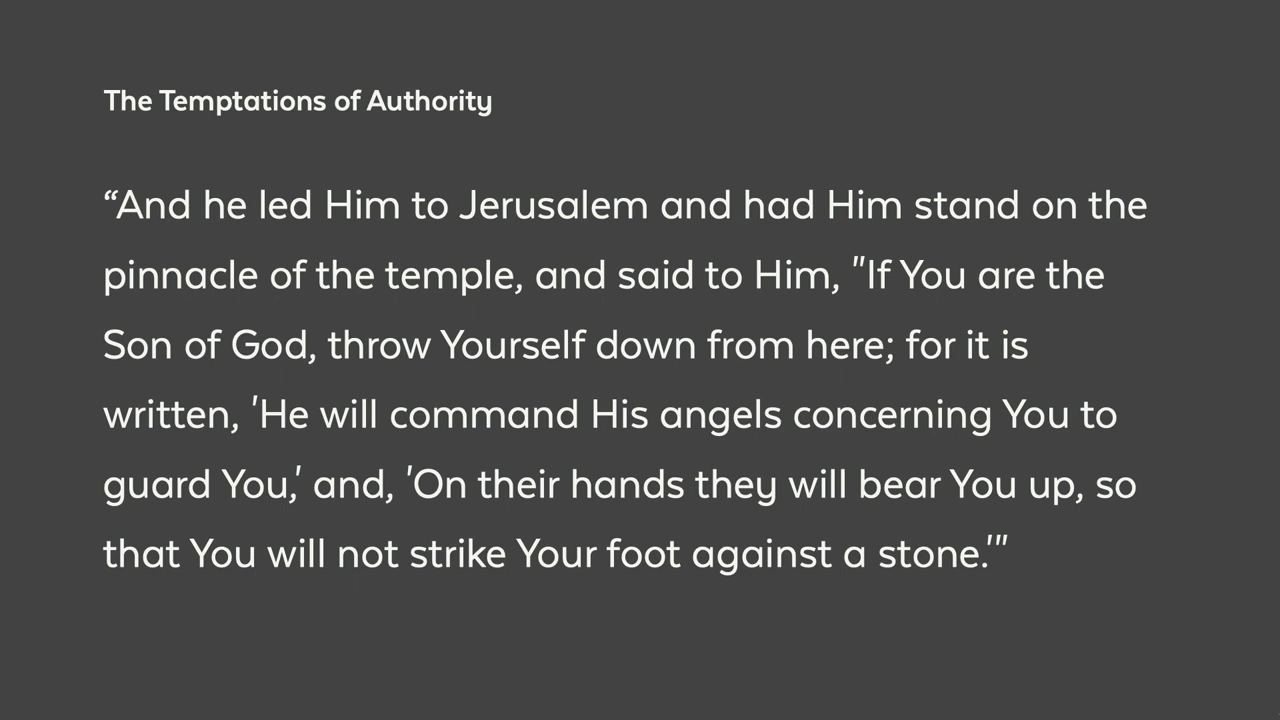 The Temptations of Authority
“And he led Him to Jerusalem and had Him stand on the
pinnacle of the temple, and said to Him, "If You are the
Son of God, throw Yourself down from here; for it is
written, 'He will command His angels concerning You to
guard You,' and, 'On their hands they will bear You up, so
that You will not strike Your foot against a stone.'"